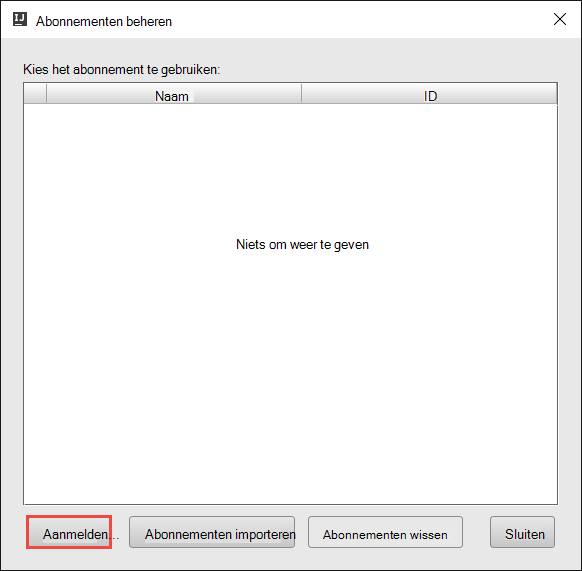 IJ Abonnementen beheren
Kies het abonnement te gebruiken:
Naam ID
Niets om weer te geven
Aanmelden... Abonnementen importeren Abonnementen wissen Sluiten